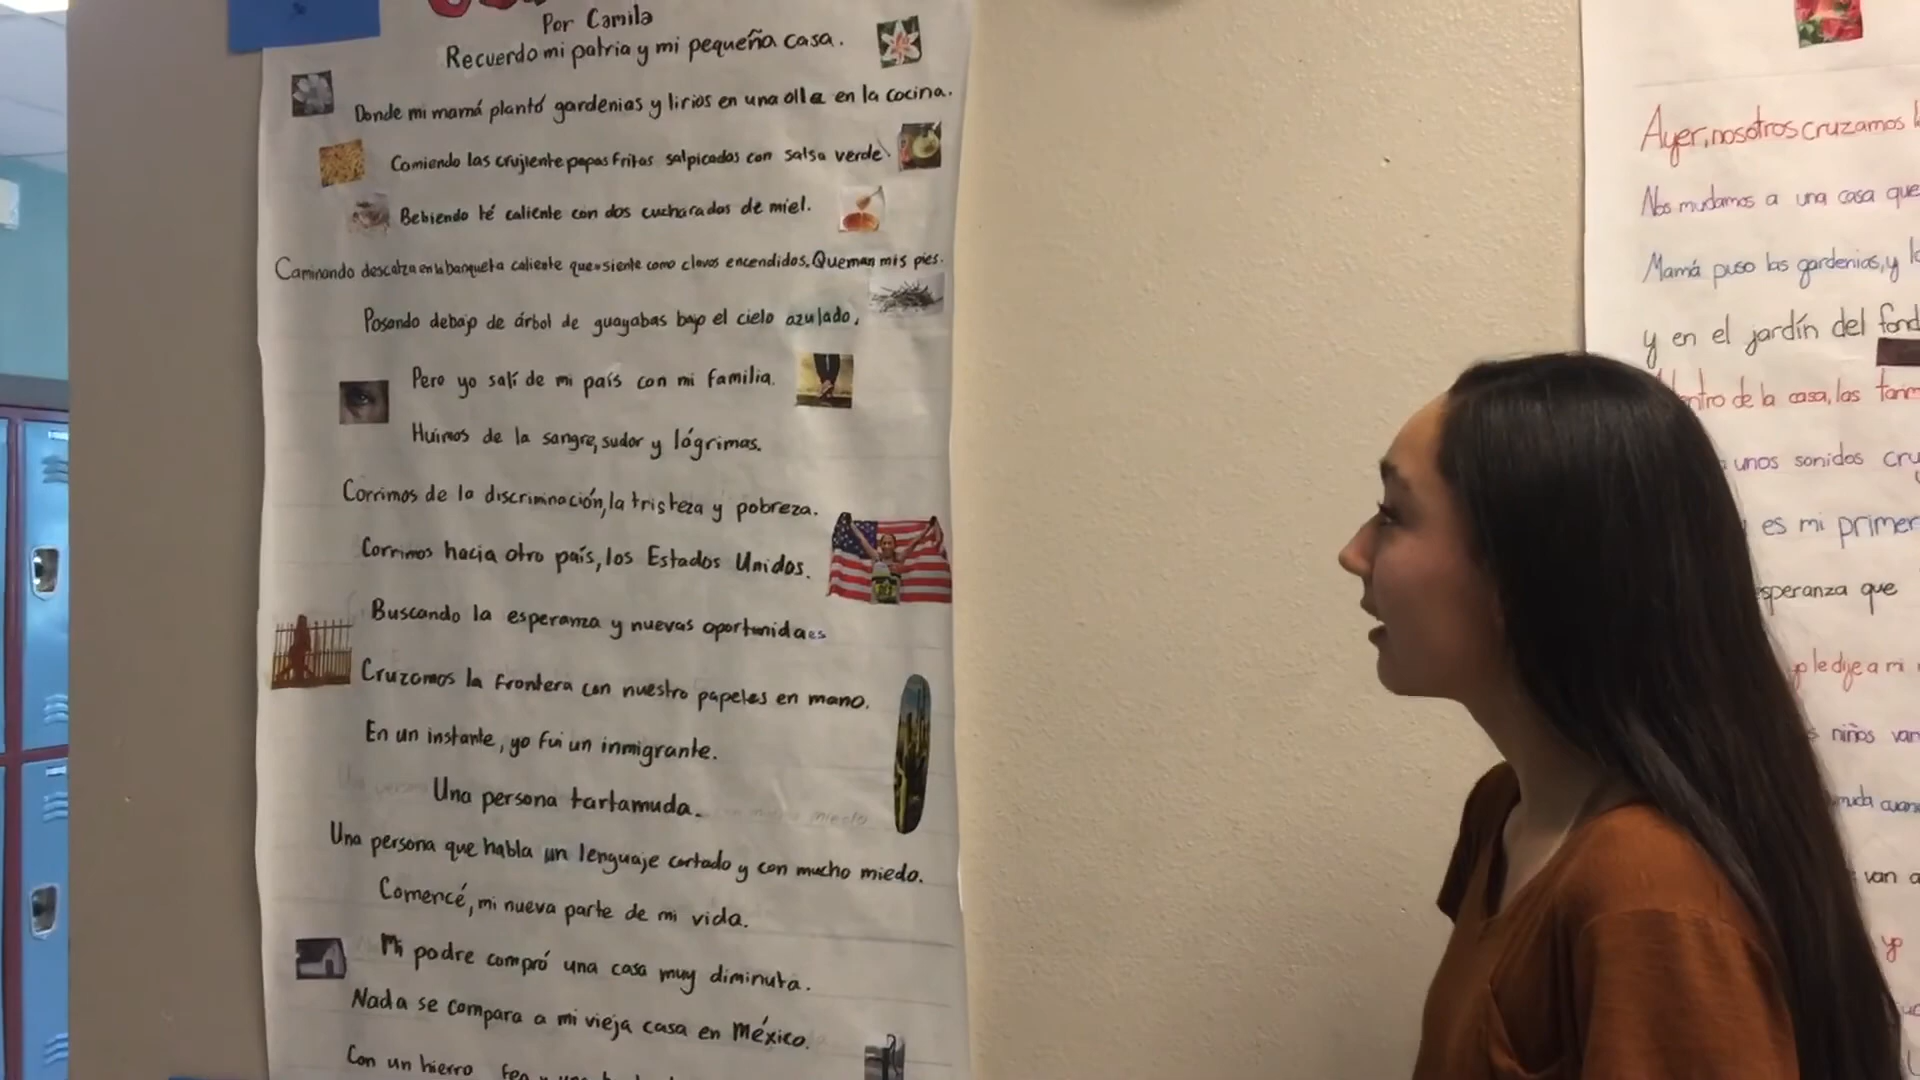 Por Camila
Recuerdo mi patria y mi pequeña casa.
Donde mi mamá plantó gardenias y lirios en una olla en la cocina.
Comiendo las crujiente papas fritas salpicadas con salsa verde.
Bebiendo té caliente con dos cucharadas de miel.
Caminando descalza en la banqueta caliente que se siente como clavos encendidos. Queman mis pies.
Posando debajo de árbol de guayabas bajo el cielo azulado.
Pero yo salí de mi país con mi familia.
Huimos de la sangre, sudor y lágrimas.
Corrimos de la discriminación, la tristeza y pobreza.
Corrimos hacia otro país, los Estados Unidos.
Buscando la esperanza y nuevas oportunidaes
Cruzamos la frontera con nuestro papeles en mano.
En un instante, yo fui un inmigrante.
Una persona tartamuda.
Una persona que habla un lenguaje cortado y con mucho miedo.
Comencé, mi nueva parte de mi vida.
Mi padre compró una casa muy diminuta.
Nada se compara a mi vieja casa en México.
Con un hierro
Ayer, nosotros cruzamos
Nos mudamos a una casa que
Mamá puso las gardenias, y
y en el jardín del
de la casa, las
unos sonidos
es mi primer
esperanza que
yo le dije a mi
niños van
van a
yo